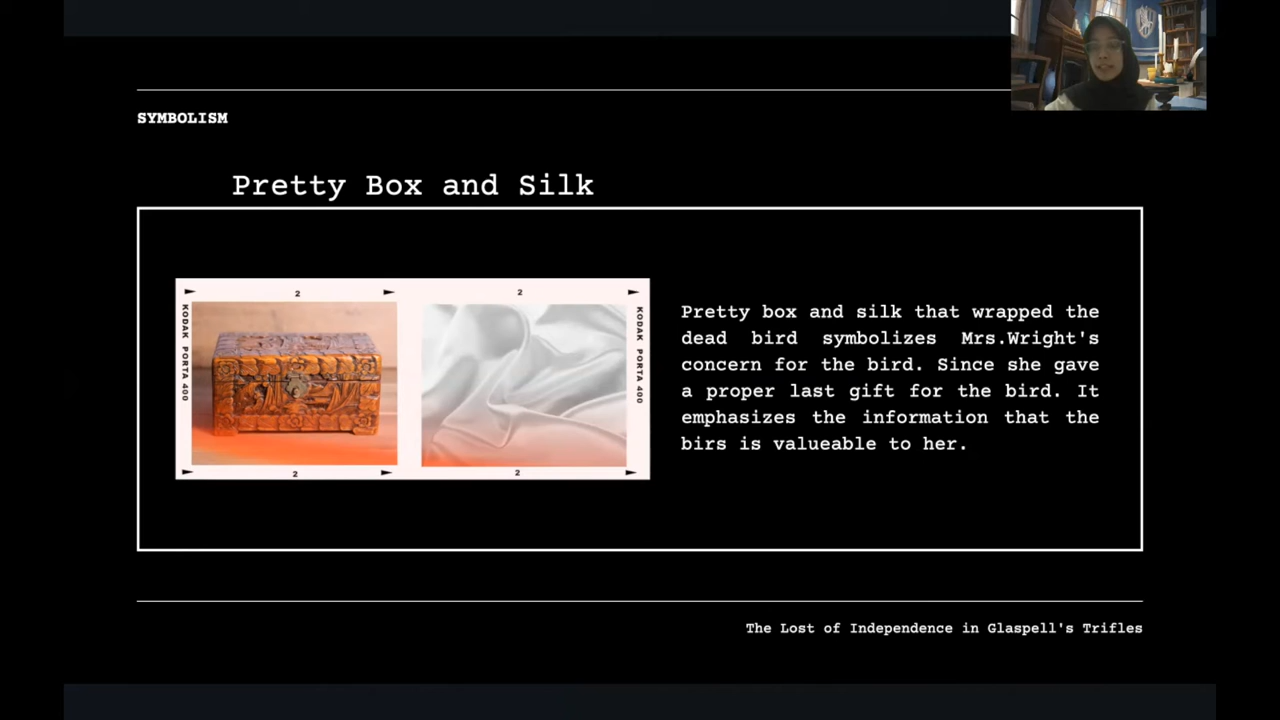 SYMBOLISM
Pretty Box and Silk
2
2
KODAK PORTA 400
KODAK PORTA 400
Pretty box and silk that wrapped the
dead bird symbolizes Mrs.Wright's
concern for the bird. Since she gave
a proper last gift for the bird. It
emphasizes the information that the
birs is valueable to her.
2
2
The Lost of Independence in Glaspell's Trifles